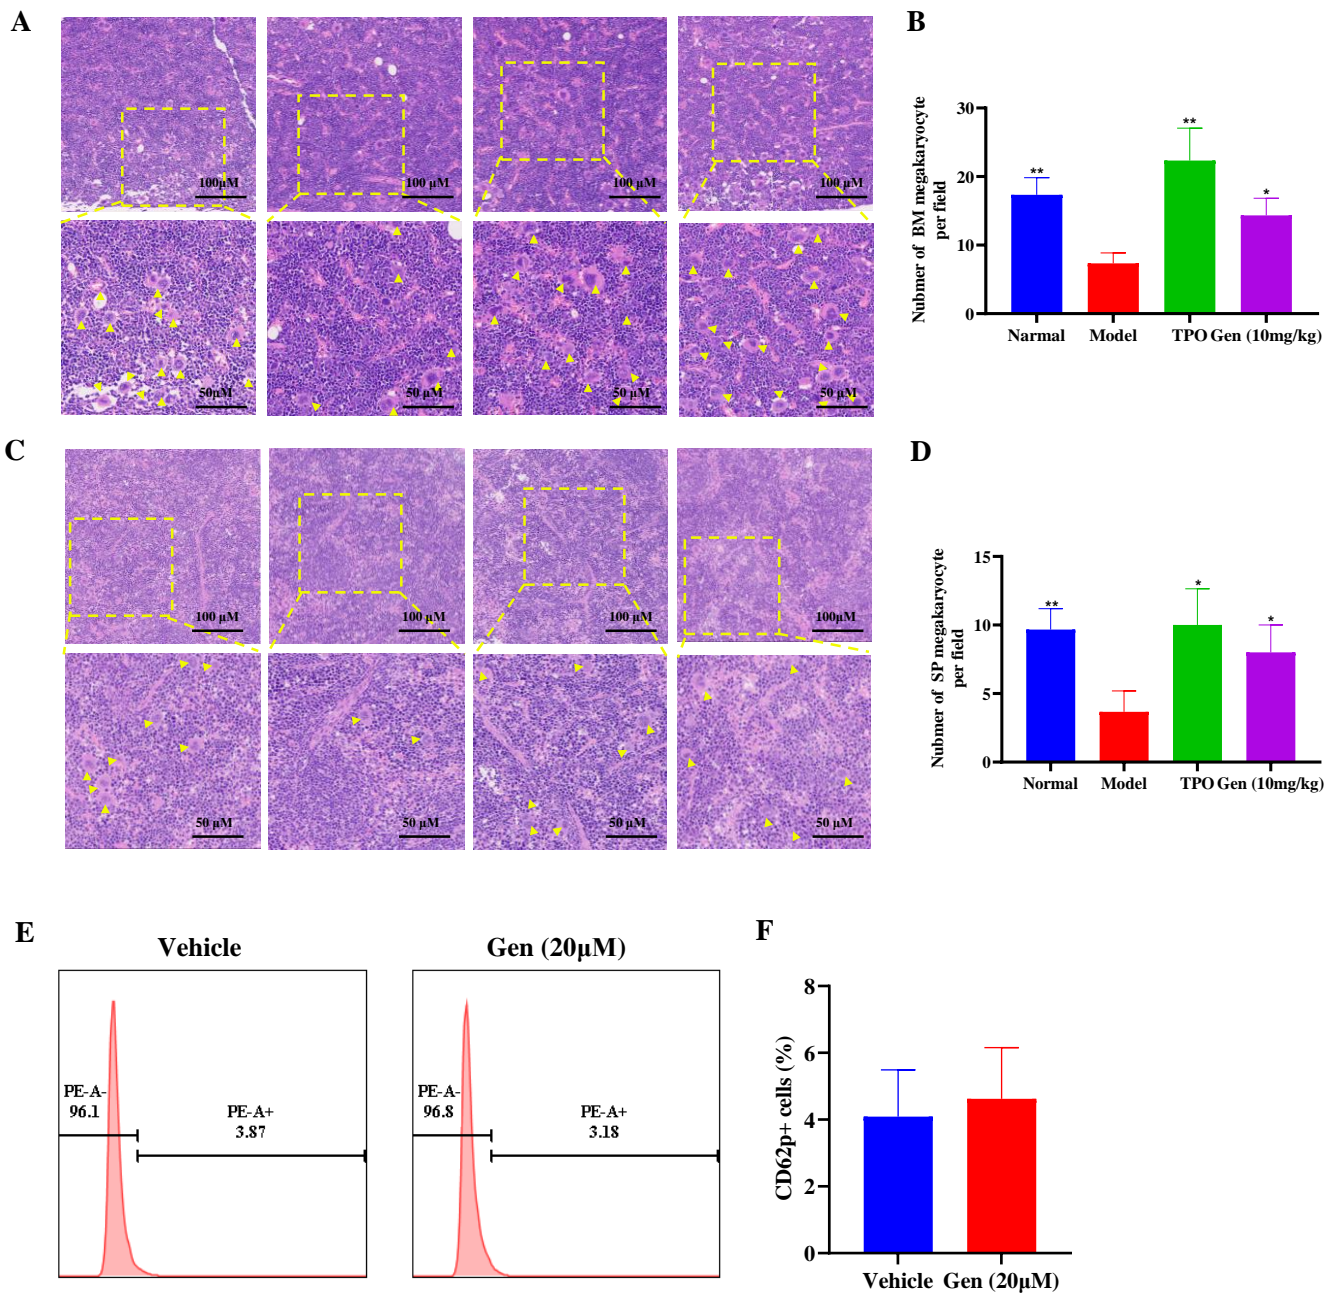 A
100μM
100 μM
100 μM
100 μM
50μM
50 μM
50 μM
50 μM
B
Nubmer of BM megakaryocyte
per field
30
20
10
0
**
**
*
Narmal Model TPO Gen (10mg/kg)
C
100 μM
100 μM
100 μM
100μM
50 μM
50 μM
50 μM
50 μM
D
Nubmer of SP megakaryocyte
per field
15
10
5
0
**
*
*
Normal Model TPO Gen (10mg/kg)
E
Vehicle
PE-A-
96.1
PE-A+
3.87
Gen (20μM)
PE-A-
96.8
PE-A+
3.18
F
CD62p+ cells (%)
8
6
4
2
0
Vehicle Gen (20μM)